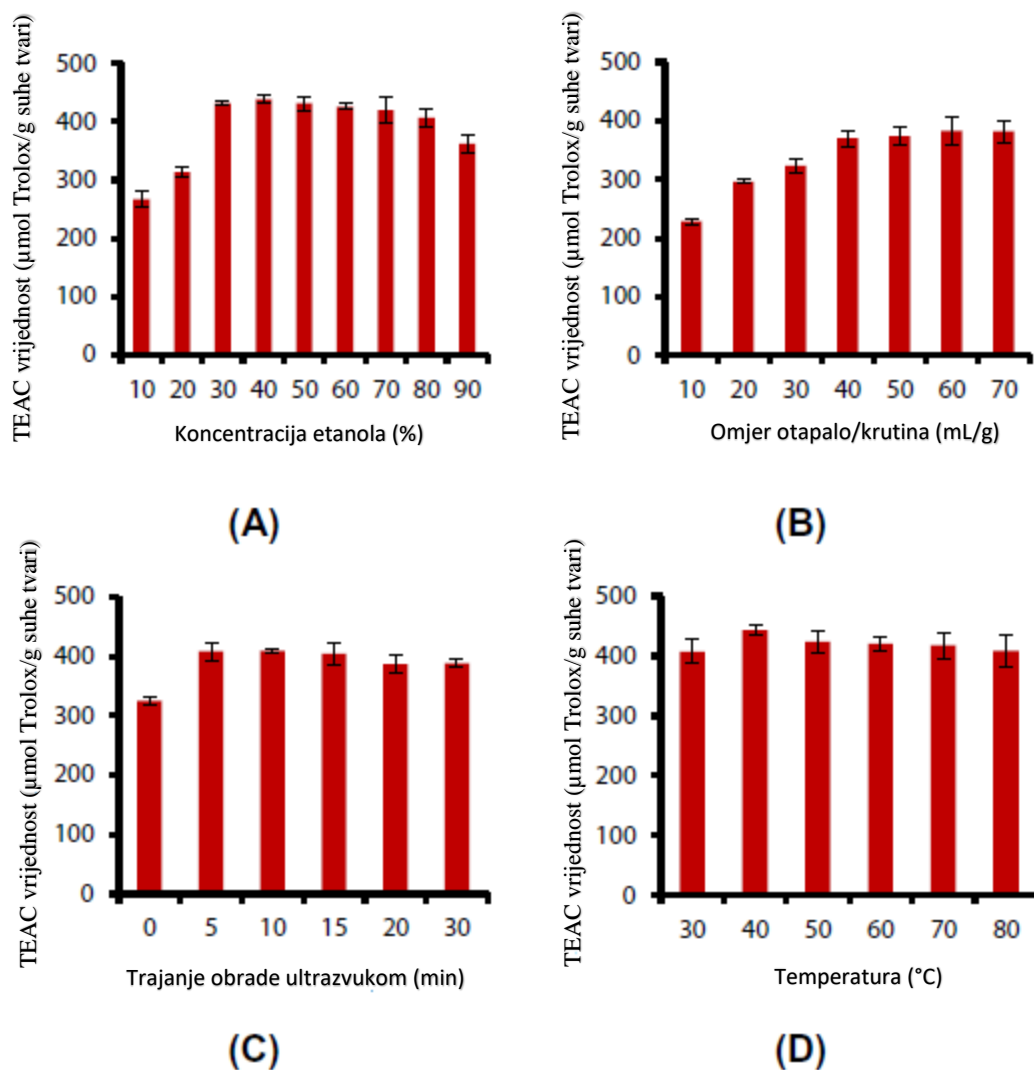 TEAC vrijednost (µmol Trolox/g suhe tvari)
500
400
300
200
100
0
10 20 30 40 50 60 70 80 90
Koncentracija etanola (%)
(A)
TEAC vrijednost (µmol Trolox/g suhe tvari)
500
400
300
200
100
0
10 20 30 40 50 60 70
Omjer otapalo/krutina (mL/g)
(B)
TEAC vrijednost (µmol Trolox/g suhe tvari)
500
400
300
200
100
0
0 5 10 15 20 30
Trajanje obrade ultrazvukom (min)
(C)
TEAC vrijednost (µmol Trolox/g suhe tvari)
500
400
300
200
100
0
30 40 50 60 70 80
Temperatura (°C)
(D)